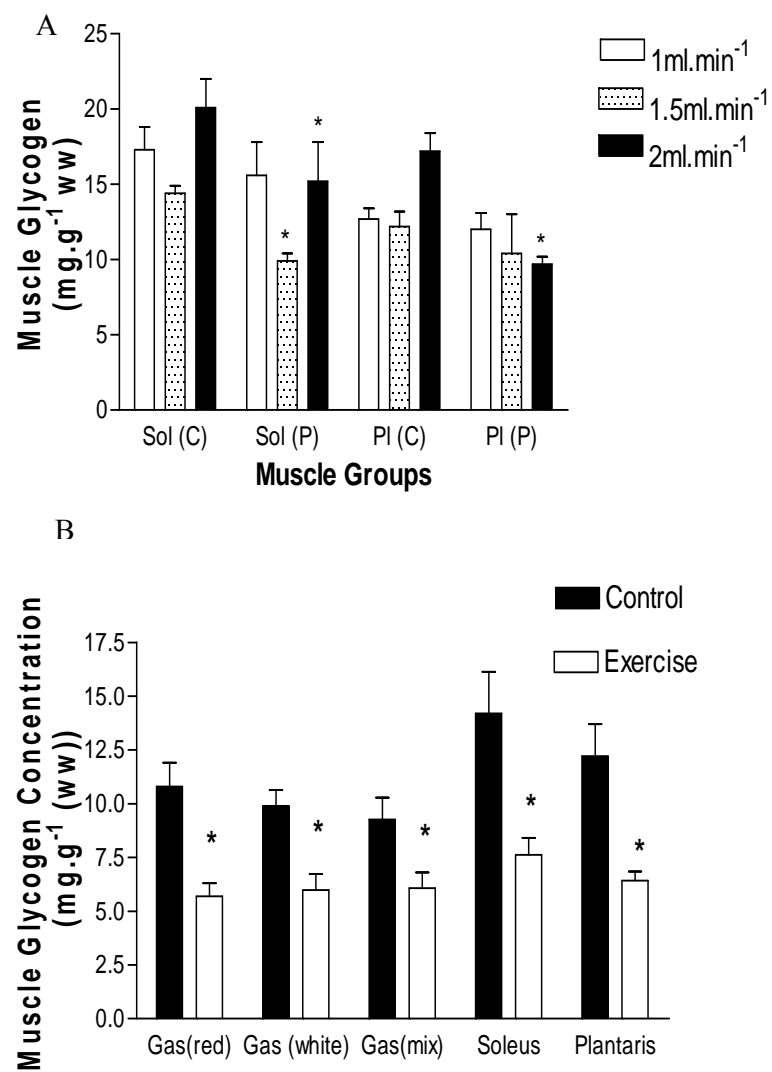 A
Muscle Glycogen
(mg.g-1 ww)
25
20
15
10
5
0
* * *
1ml.min-1
1.5ml.min-1
2ml.min-1
Sol (C) Sol (P) Pl (C) Pl (P)
Muscle Groups
B
Muscle Glycogen Concentration
(mg.g-1 (ww))
17.5
15.0
12.5
10.0
7.5
5.0
2.5
0.0
* * * * *
Control
Exercise
Gas(red) Gas (white) Gas(mix) Soleus Plantaris